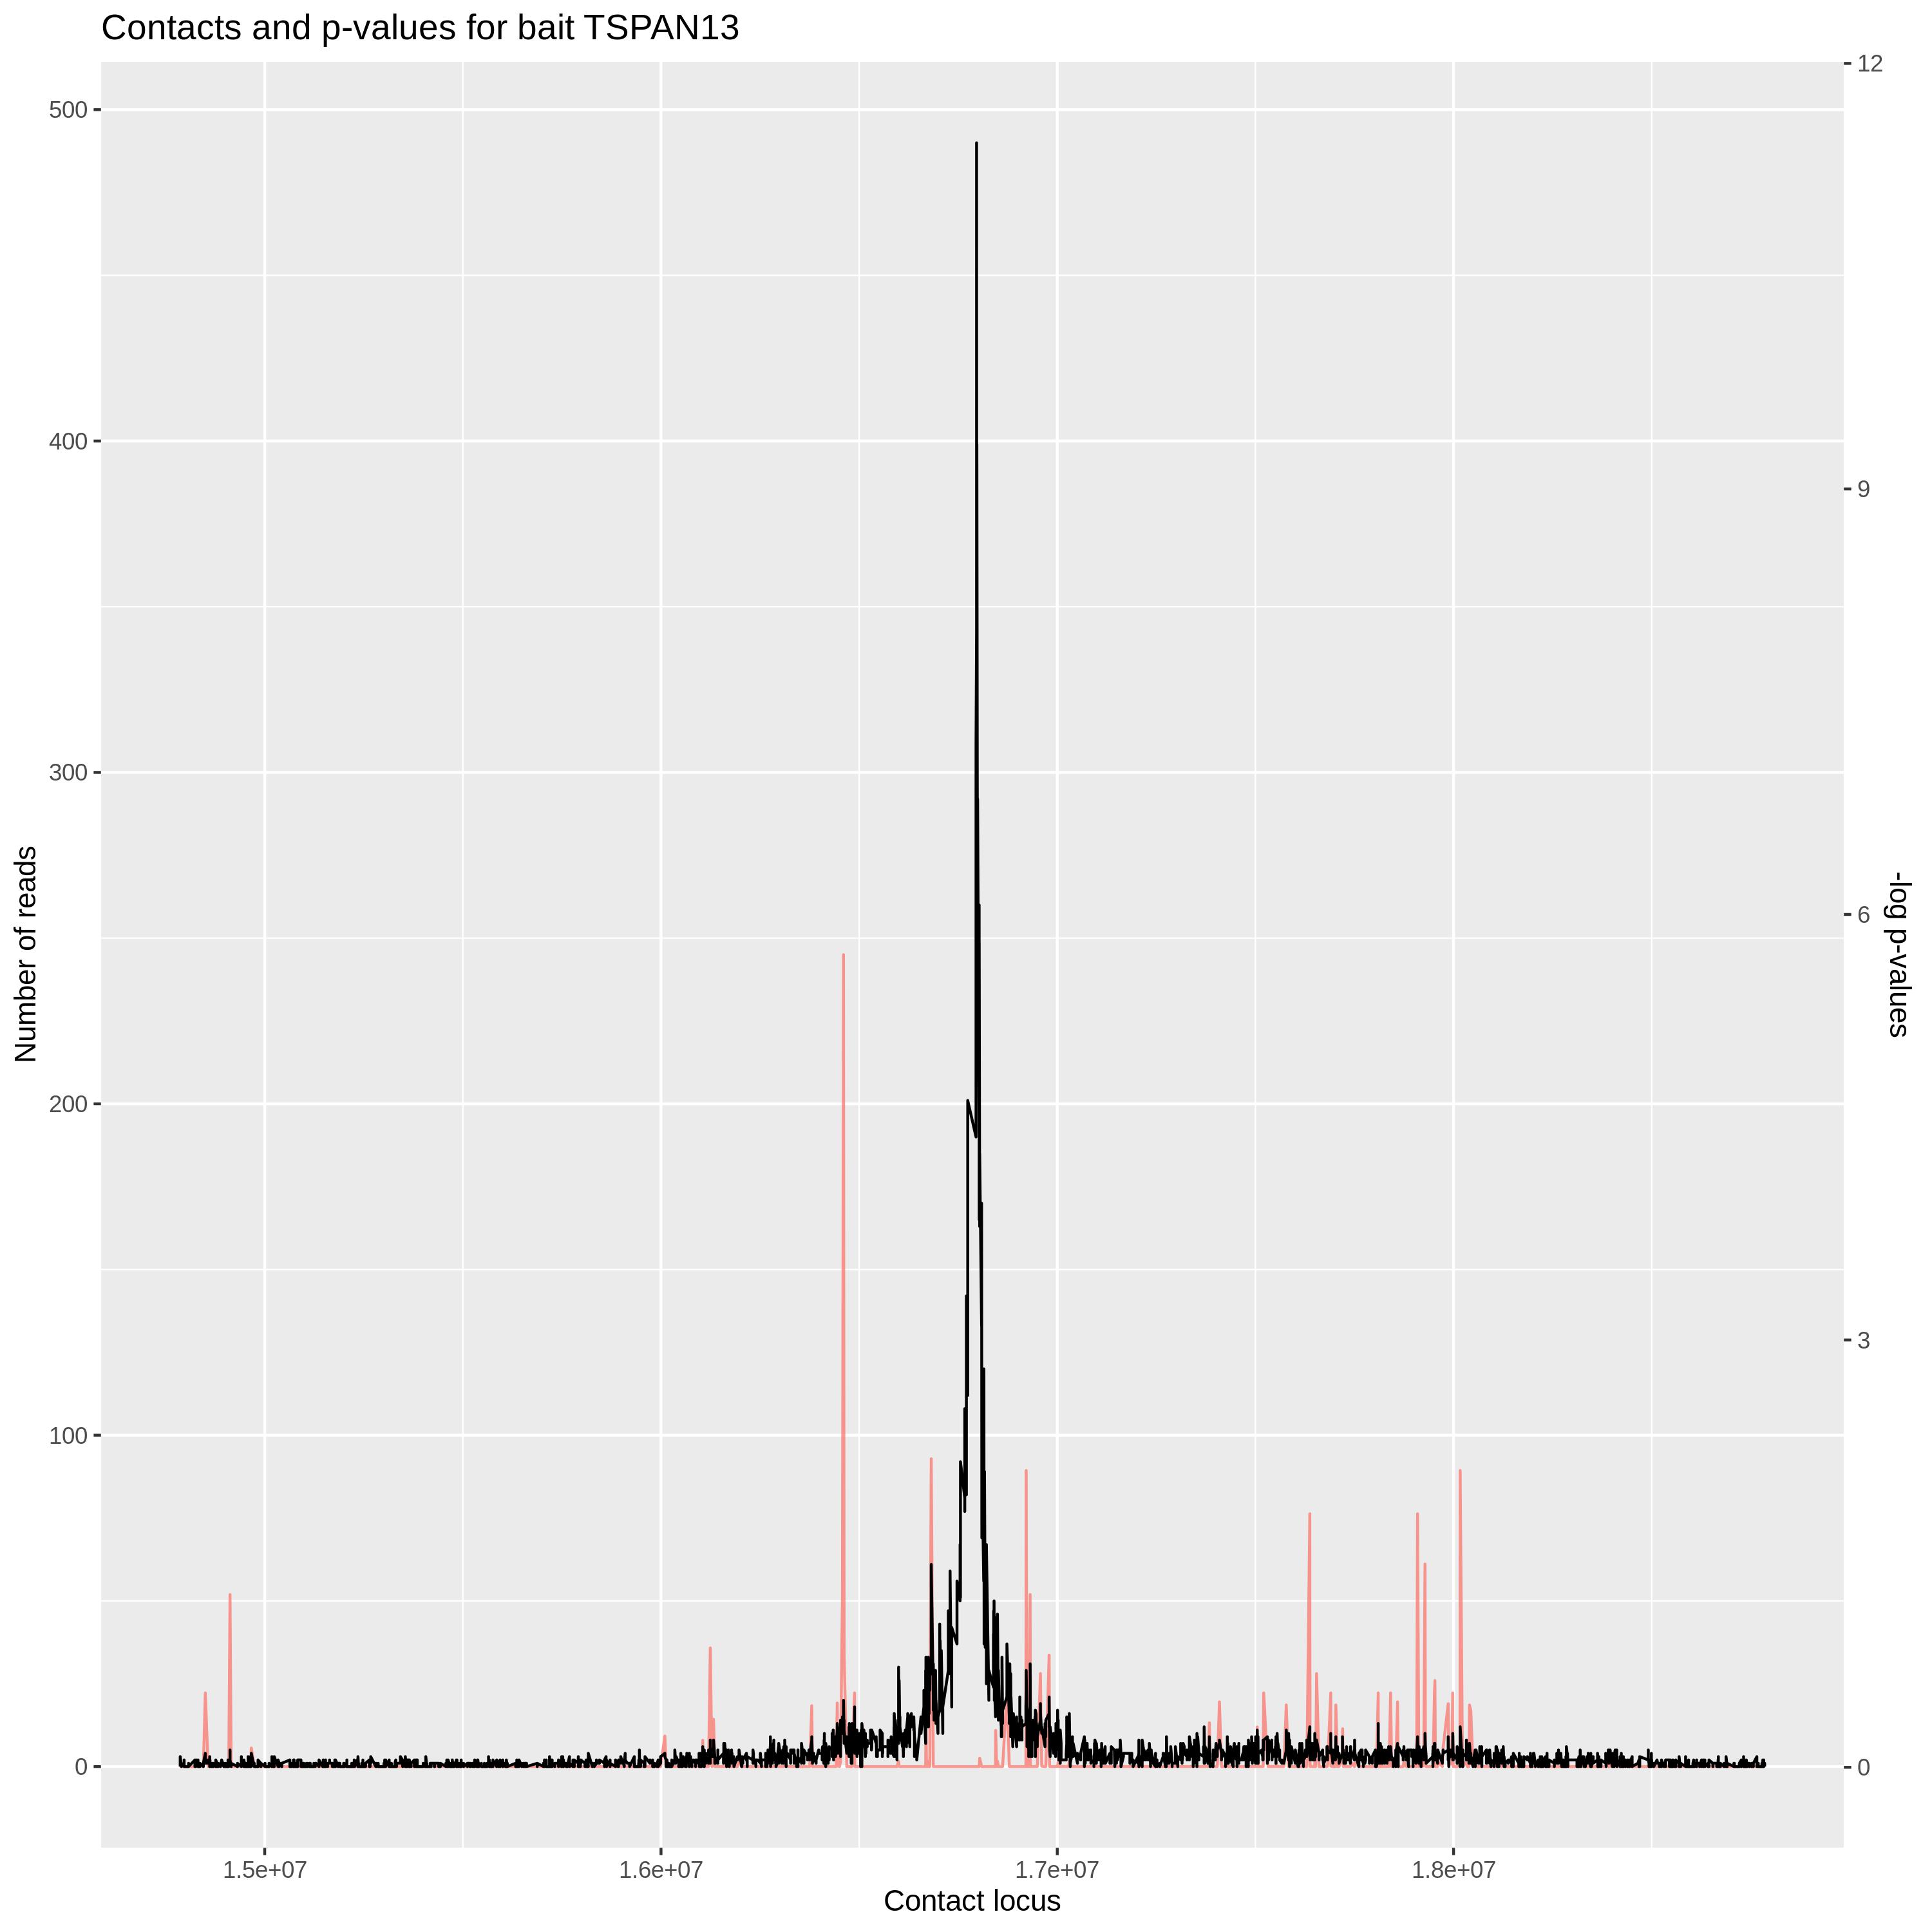 Contacts and p-values for bait TSPAN13
500
400
300
200
100
0
Number of reads
12
9
6
3
0
-log p-values
1.5e+07
1.6e+07
1.7e+07
1.8e+07
Contact locus